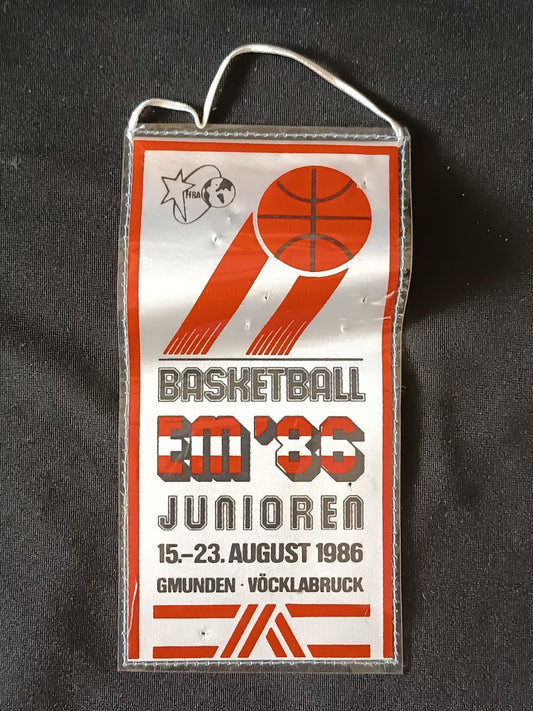 FIBA
BASKETBALL
EM '86
JUNIOREN
15.–23. AUGUST 1986
GMUNDEN · VÖCKLABRUCK